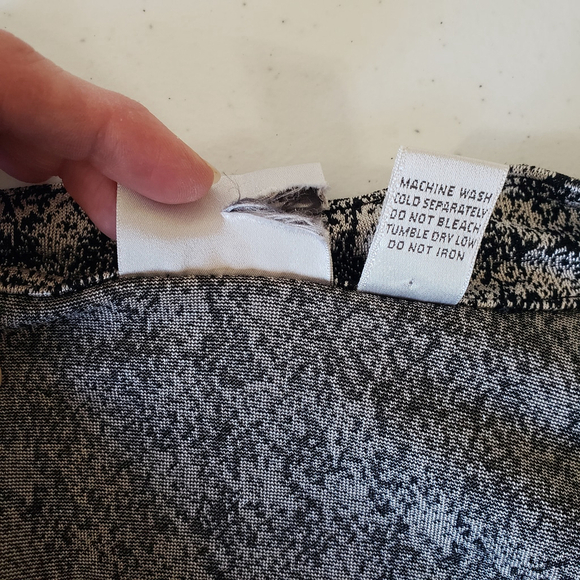 MACHINE WASH
COLD SEPARATELY
DO NOT BLEACH
TUMBLE DRY LOW
DO NOT IRON